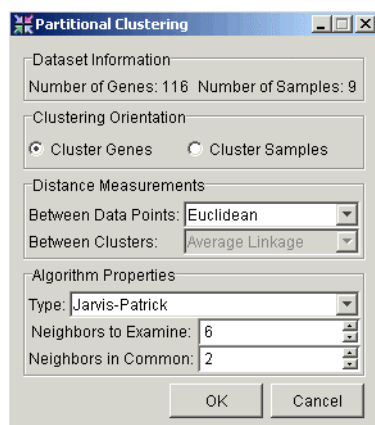 Partitional Clustering
Dataset Information
Number of Genes: 116 Number of Samples: 9
Clustering Orientation
Cluster Genes Cluster Samples
Distance Measurements
Between Data Points: Euclidean
Between Clusters: Average Linkage
Algorithm Properties
Type: Jarvis-Patrick
Neighbors to Examine: 6
Neighbors in Common: 2
OK Cancel